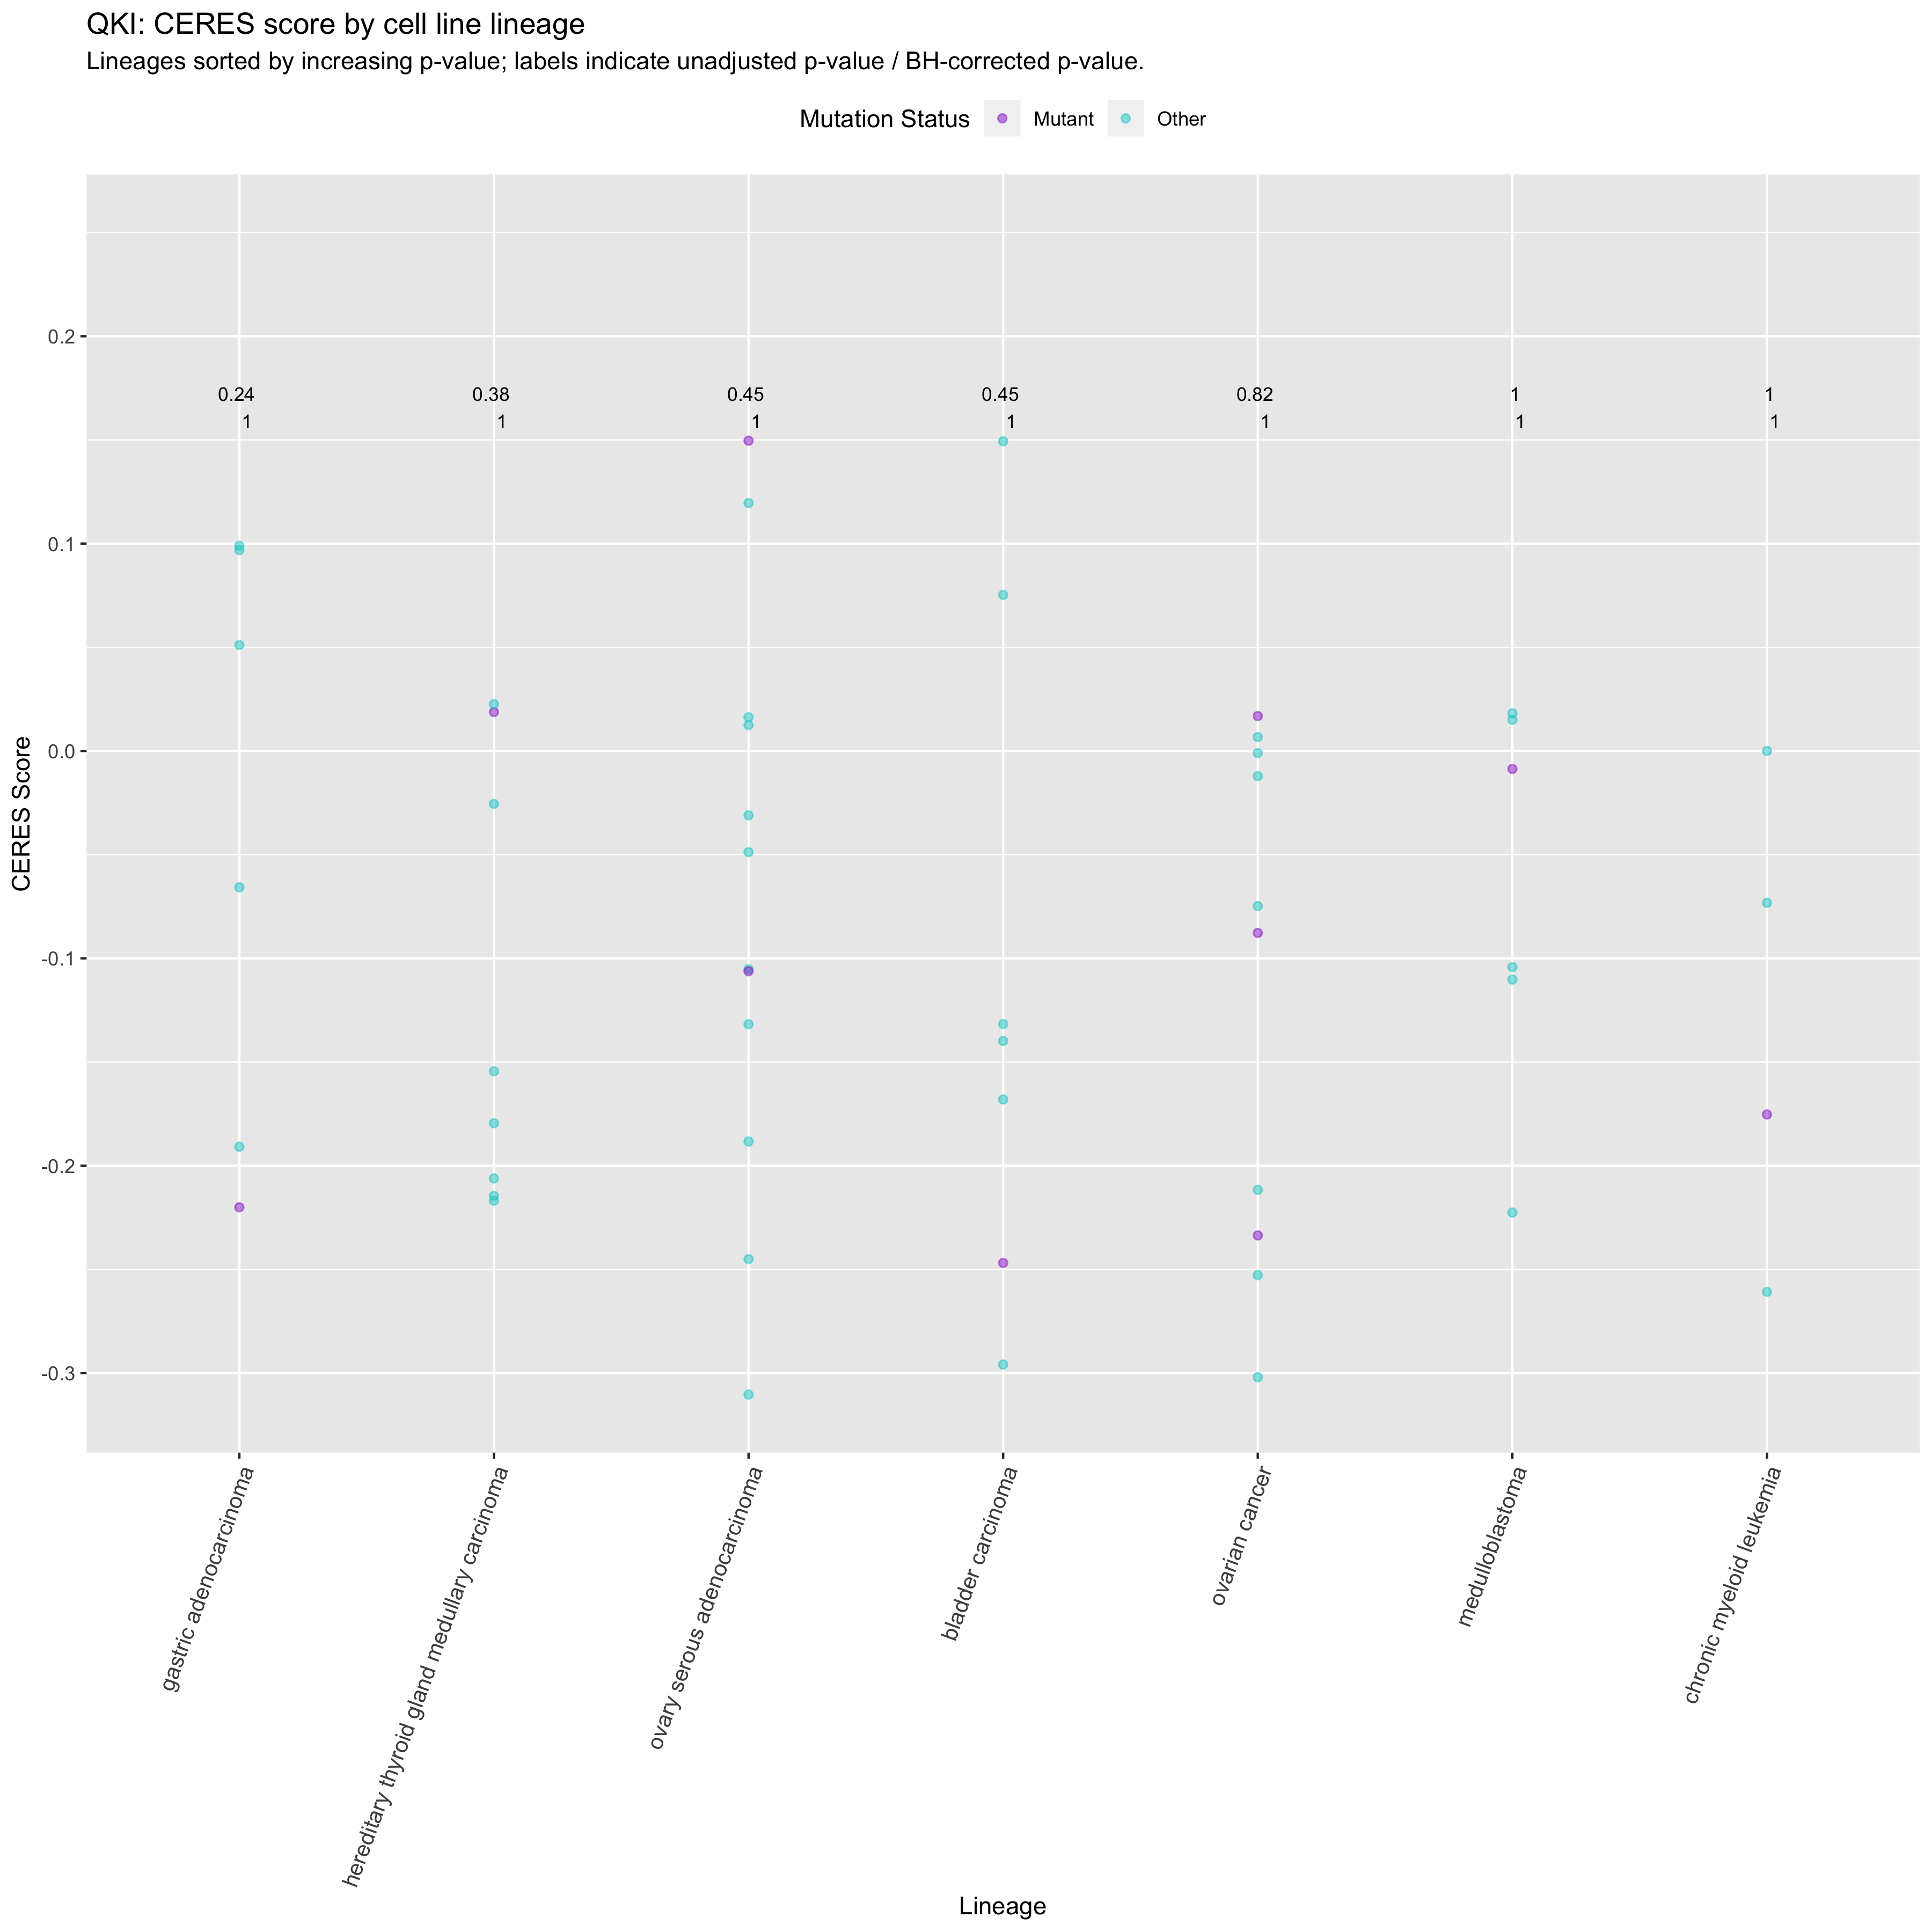 QKI: CERES score by cell line lineage
Lineages sorted by increasing p-value; labels indicate unadjusted p-value / BH-corrected p-value.
Mutation Status Mutant Other
0.2
0.24 0.38 0.45 0.45 0.82 1 1
1 1 1 1 1 1 1
0.1
0.0
-0.1
-0.2
-0.3
CERES Score
gastric adenocarcinoma
hereditary thyroid gland medullary carcinoma
ovary serous adenocarcinoma
bladder carcinoma
ovarian cancer
medulloblastoma
chronic myeloid leukemia
Lineage